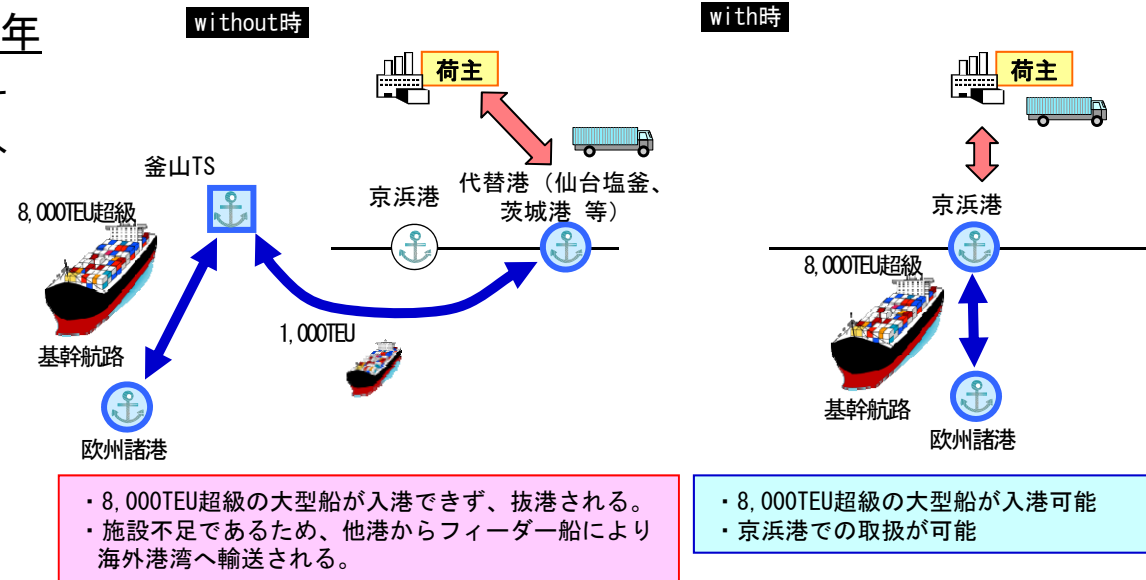 年
without時
荷主
釜山TS
8,000TEU超級
京浜港
代替港（仙台塩釜、
茨城港 等）
1,000TEU
基幹航路
欧州諸港
・8,000TEU超級の大型船が入港できず、抜港される。
・施設不足であるため、他港からフィーダー船により
海外港湾へ輸送される。
with時
荷主
京浜港
8,000TEU超級
基幹航路
欧州諸港
・8,000TEU超級の大型船が入港可能
・京浜港での取扱が可能